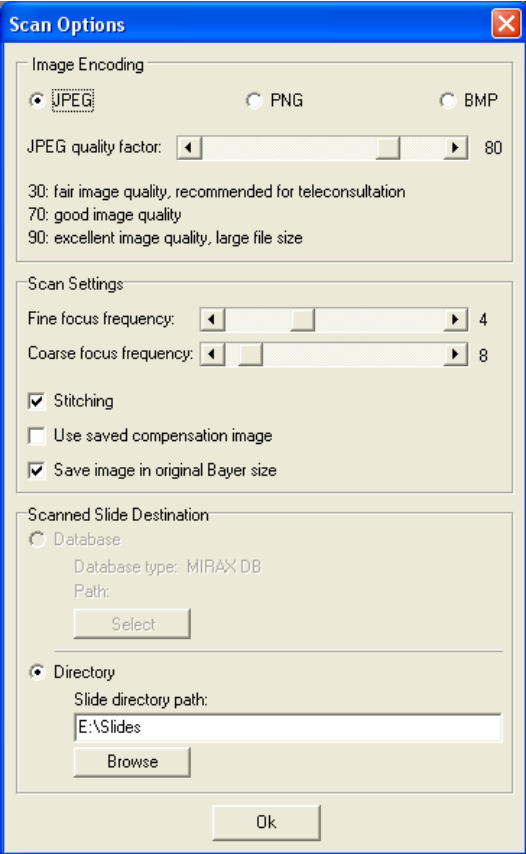 Scan Options
Image Encoding
JPEG PNG BMP
JPEG quality factor: 80
30: fair image quality, recommended for teleconsultation
70: good image quality
90: excellent image quality, large file size
Scan Settings
Fine focus frequency: 4
Coarse focus frequency: 8
Stitching
Use saved compensation image
Save image in original Bayer size
Scanned Slide Destination
Database
Database type: MIRAX DB
Path:
Select
Directory
Slide directory path:
E:\Slides
Browse
Ok